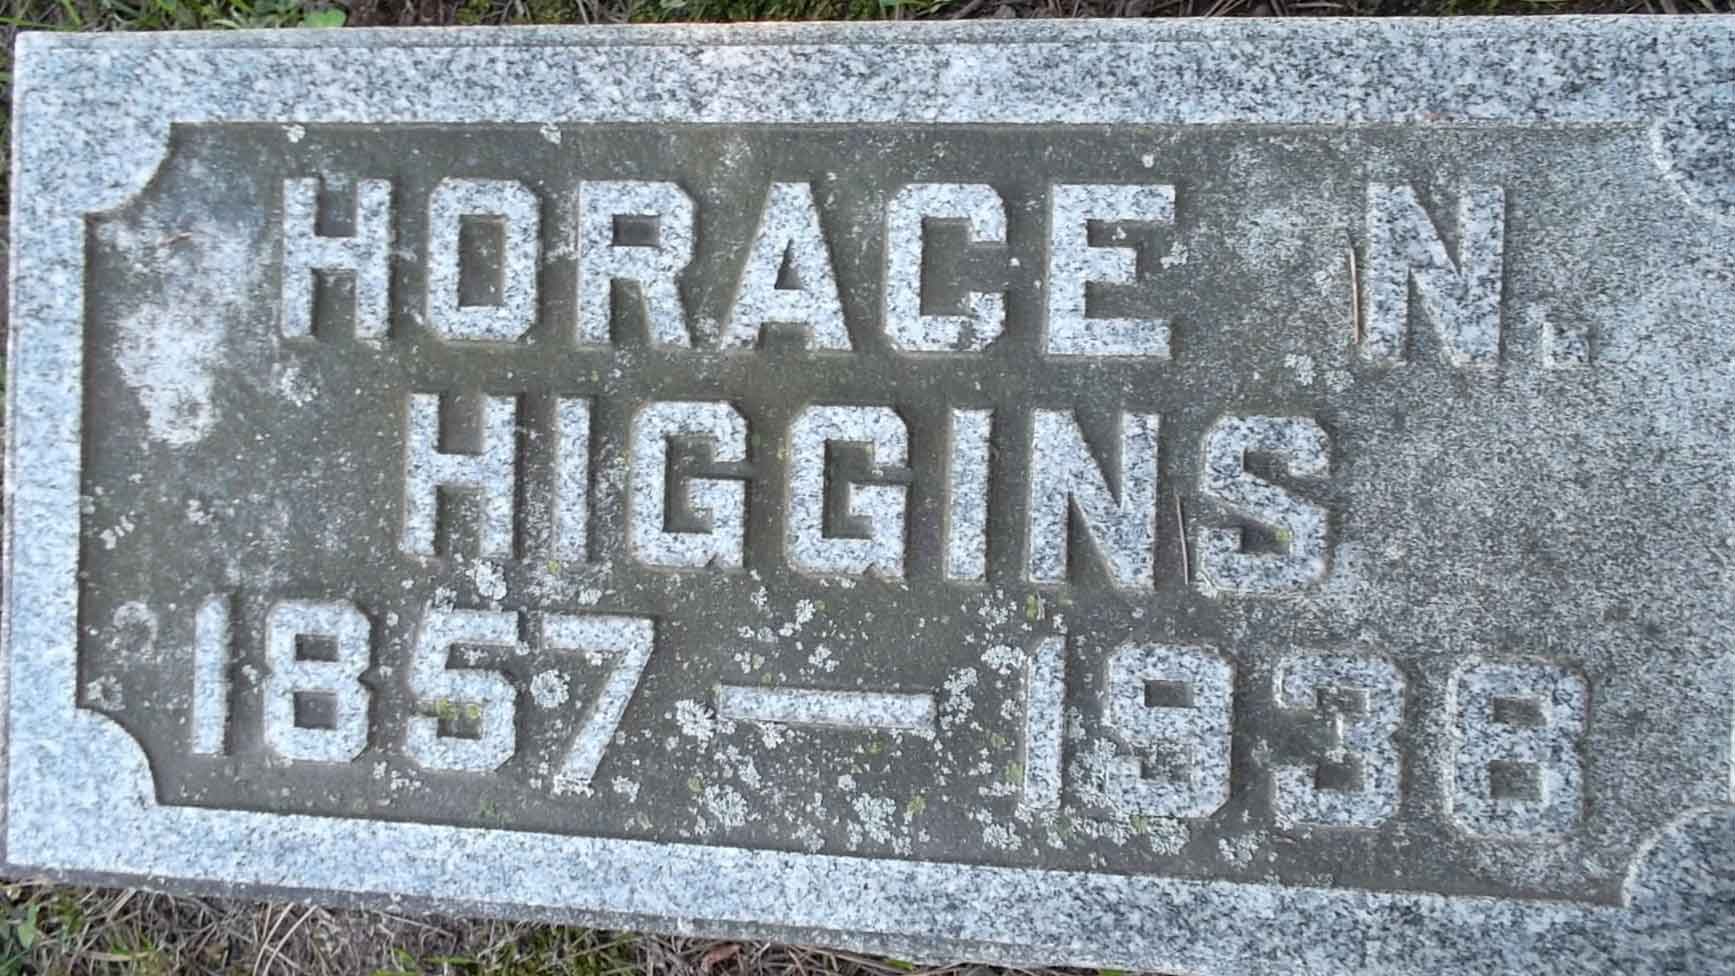 HORACE N.
HIGGINS
1857 — 1938